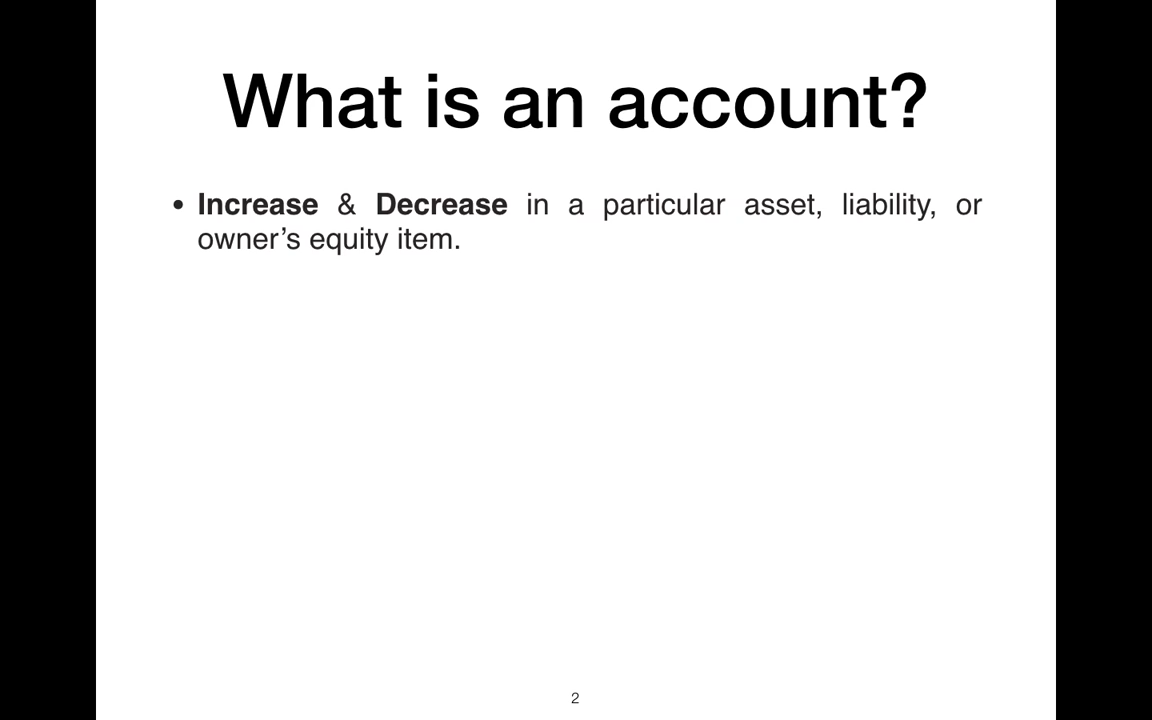 What is an account?
• Increase & Decrease in a particular asset, liability, or
owner’s equity item.
2